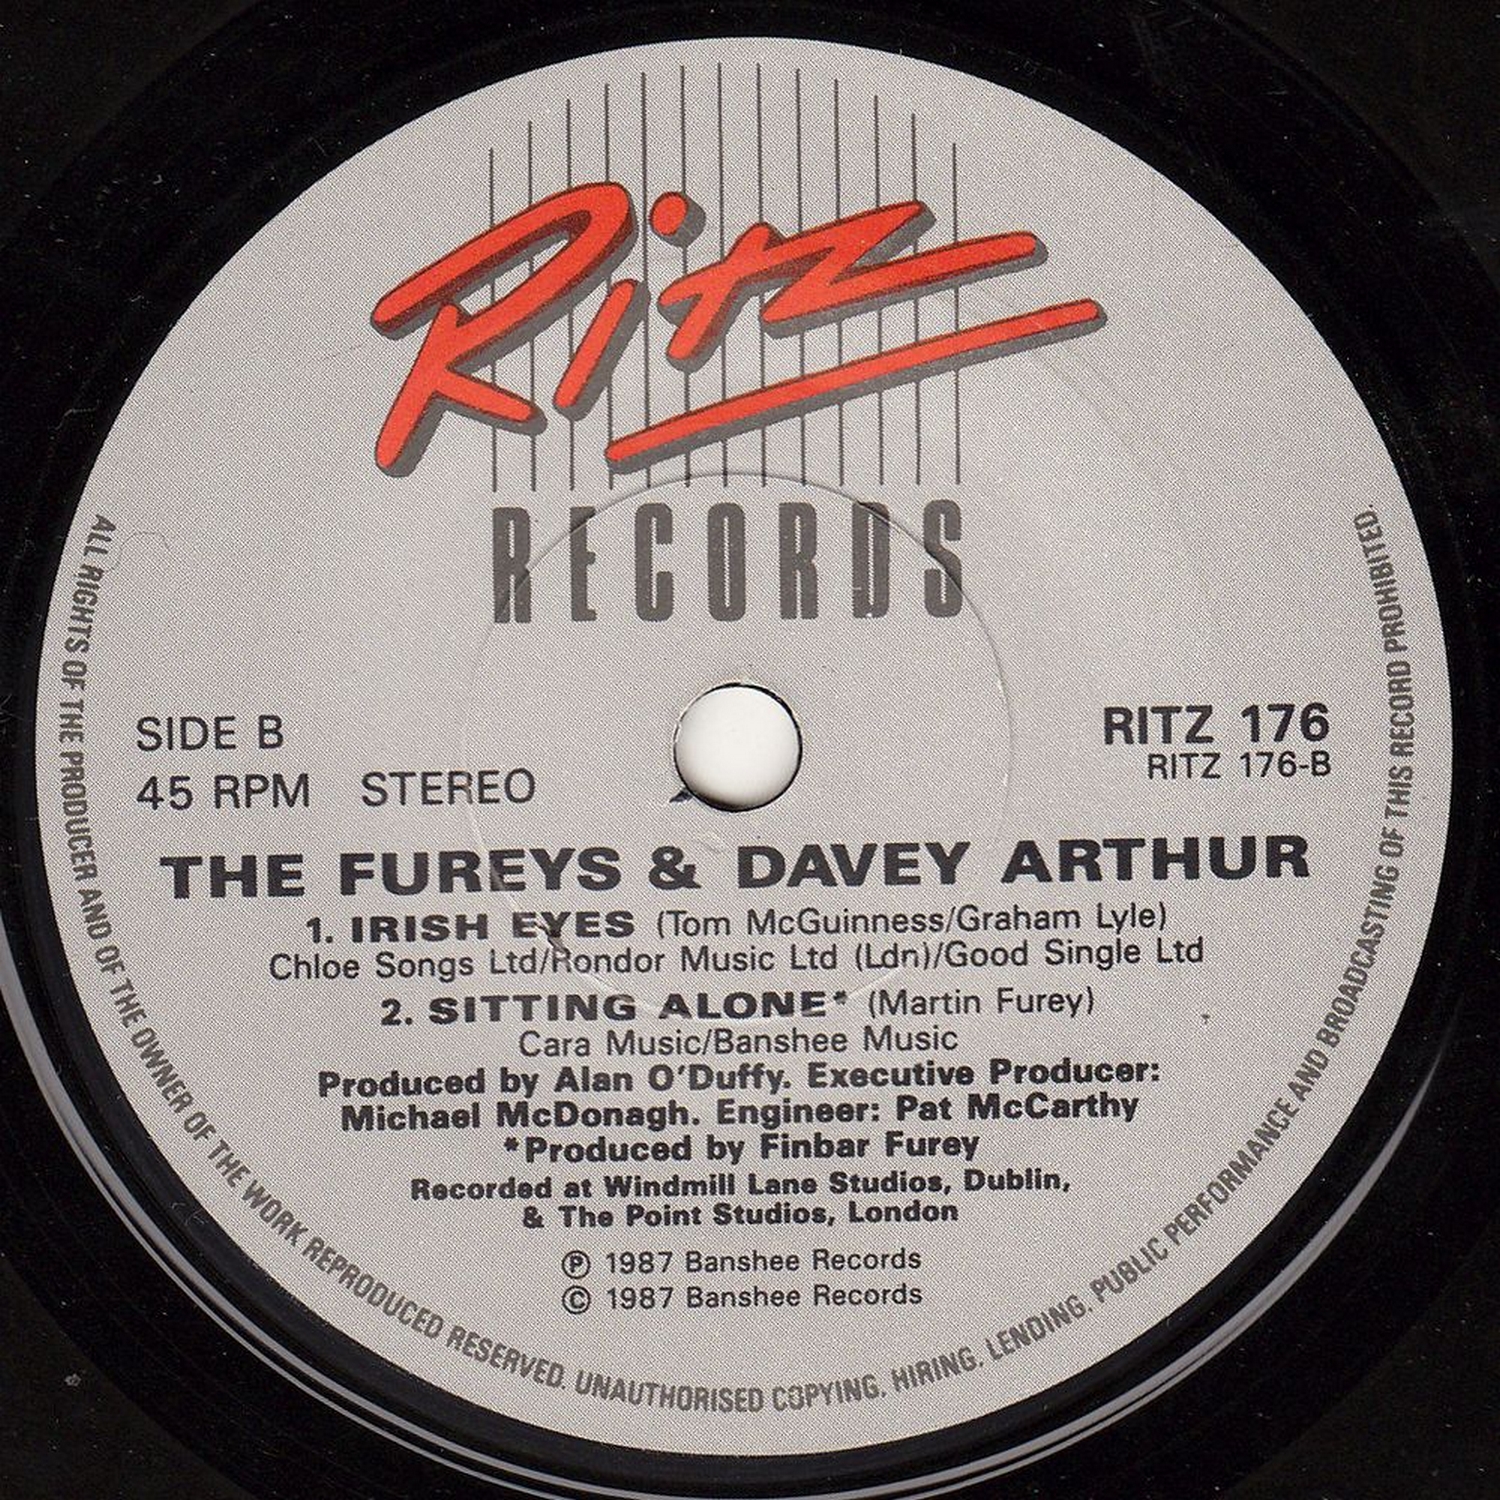 Ritz
RECORDS
SIDE B
45 RPM STEREO
RITZ 176
RITZ 176-B
THE FUREYS & DAVEY ARTHUR
1. IRISH EYES (Tom McGuinness/Graham Lyle)
Chloe Songs Ltd/Rondor Music Ltd (Ldn)/Good Single Ltd
2. SITTING ALONE* (Martin Furey)
Cara Music/Banshee Music
Produced by Alan O'Duffy. Executive Producer:
Michael McDonagh. Engineer: Pat McCarthy
*Produced by Finbar Furey
Recorded at Windmill Lane Studios, Dublin,
& The Point Studios, London
℗ 1987 Banshee Records
© 1987 Banshee Records
ALL RIGHTS OF THE PRODUCER AND OF THE OWNER OF THE WORK REPRODUCED RESERVED. UNAUTHORISED COPYING, HIRING, LENDING, PUBLIC PERFORMANCE AND BROADCASTING OF THIS RECORD PROHIBITED.